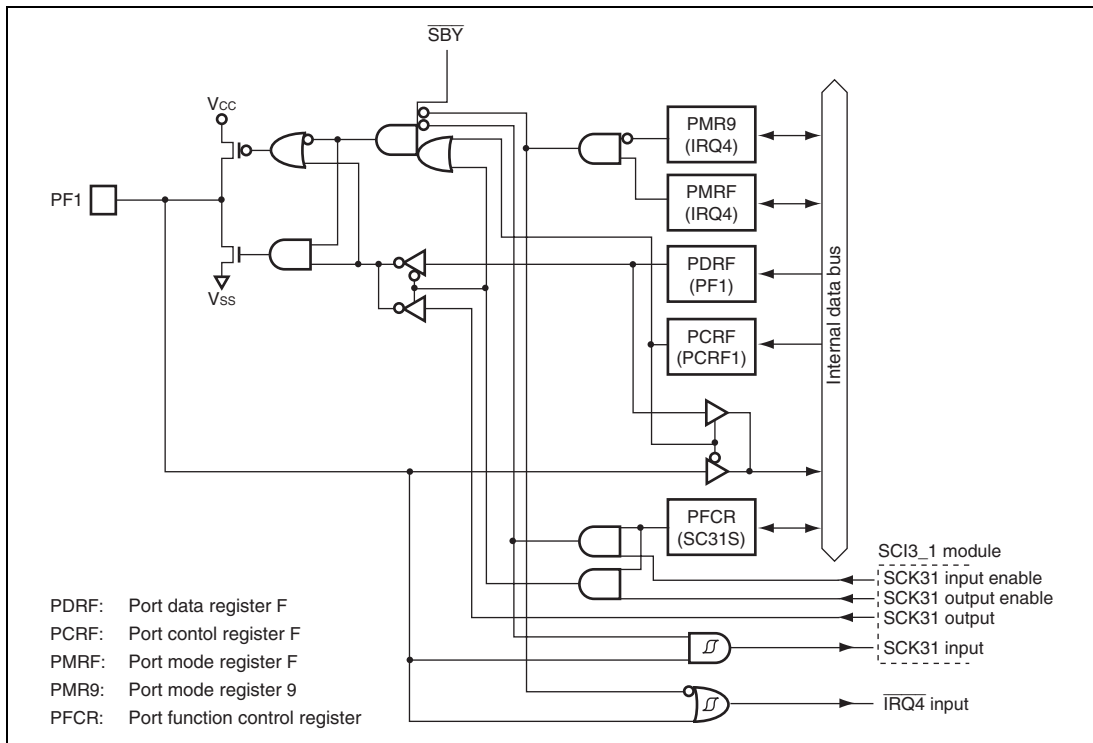 SBY
VCC
PF1
VSS
PMR9
(IRQ4)
PMRF
(IRQ4)
PDRF
(PF1)
PCRF
(PCRF1)
PFCR
(SC31S)
Internal data bus
SCI3_1 module
SCK31 input enable
SCK31 output enable
SCK31 output
SCK31 input
IRQ4 input
PDRF: Port data register F
PCRF: Port contol register F
PMRF: Port mode register F
PMR9: Port mode register 9
PFCR: Port function control register